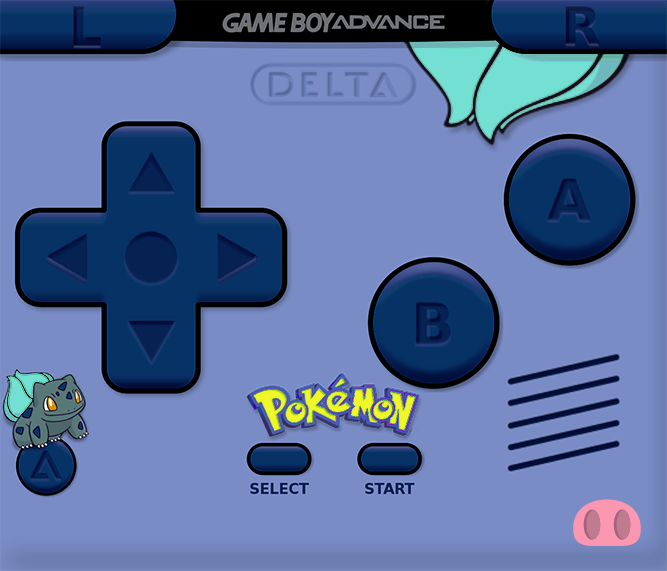 L
GAME BOY ADVANCE
R
DELTA
A
B
POKéMON
SELECT
START